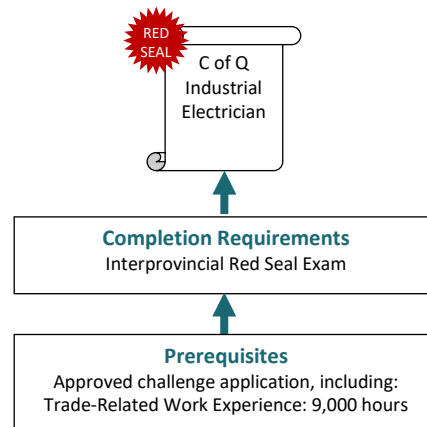 RED
SEAL
C of Q
Industrial
Electrician
Completion Requirements
Interprovincial Red Seal Exam
Prerequisites
Approved challenge application, including:
Trade-Related Work Experience: 9,000 hours